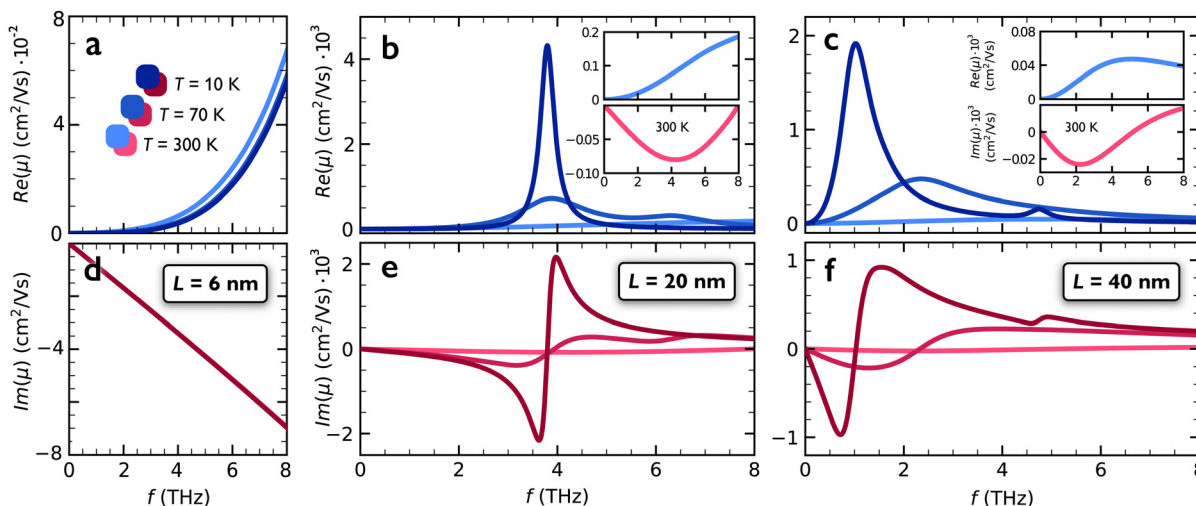 a
Re(μ) (cm²/Vs) ·10⁻²
8
4
0
T = 10 K
T = 70 K
T = 300 K
b
Re(μ) (cm²/Vs) ·10³
4
2
0
0.2
0.1
0.0
−0.00
−0.05
−0.10
300 K
0 2 4 6 8
c
2
1
0
Re(μ)·10³
(cm²/Vs)
0.08
0.04
0
Im(μ)·10³
(cm²/Vs)
0
−0.02
300 K
0 2 4 6 8
d
Im(μ) (cm²/Vs)
−4
−8
L = 6 nm
0 2 4 6 8
f (THz)
e
Im(μ) (cm²/Vs) ·10³
2
0
−2
L = 20 nm
0 2 4 6 8
f (THz)
f
1
0
−1
L = 40 nm
0 2 4 6 8
f (THz)